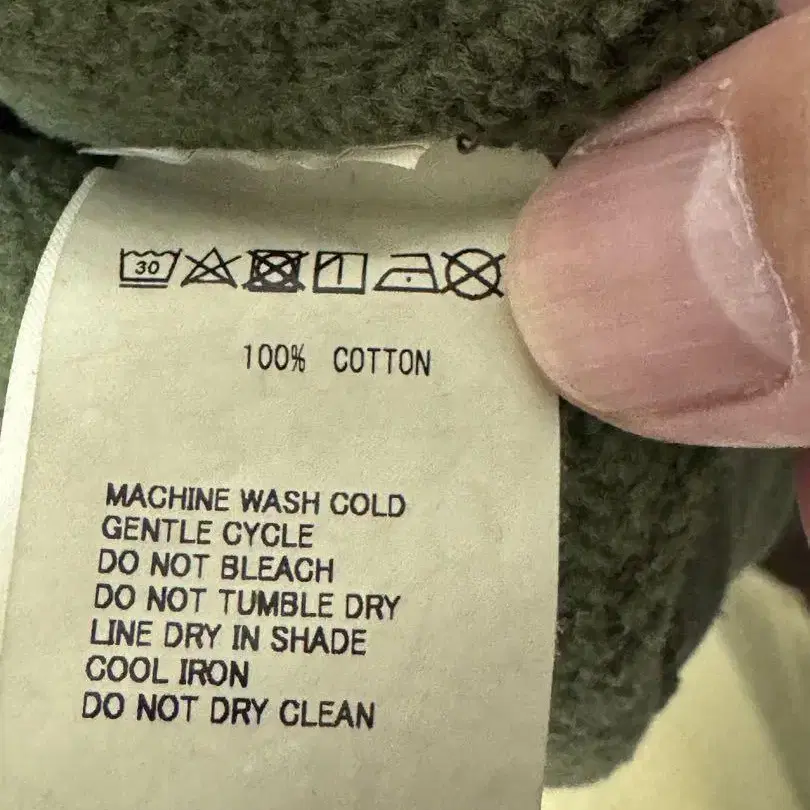 30
100% COTTON
MACHINE WASH COLD
GENTLE CYCLE
DO NOT BLEACH
DO NOT TUMBLE DRY
LINE DRY IN SHADE
COOL IRON
DO NOT DRY CLEAN